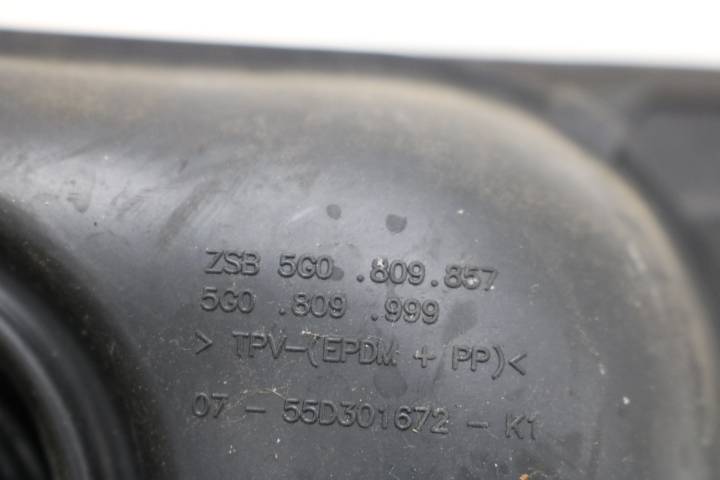 ZSB 5G0 .809.857
5G0 .809 .999
> TPV-(EPDM + PP)<
07 - 55D301672 - K1